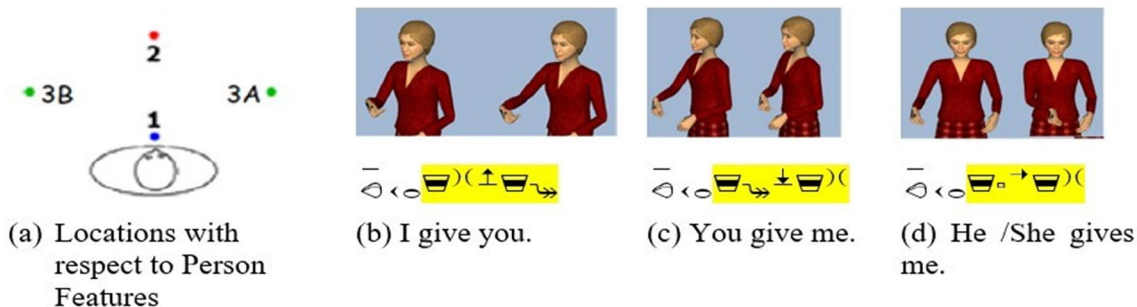 2
3B
3A
1
(a) Locations with respect to Person Features
(b) I give you.
(c) You give me.
(d) He /She gives me.